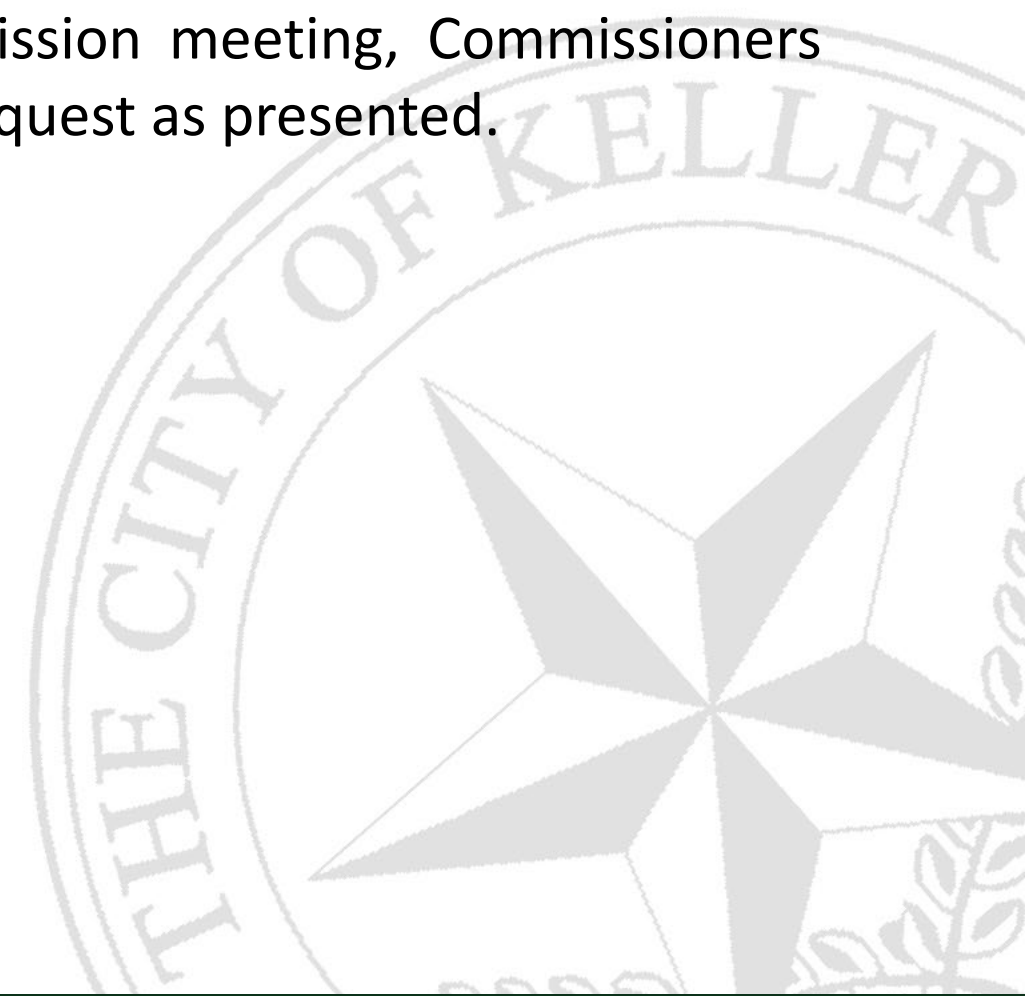 ission meeting, Commissioners
quest as presented.
THE CITY OF KELLER